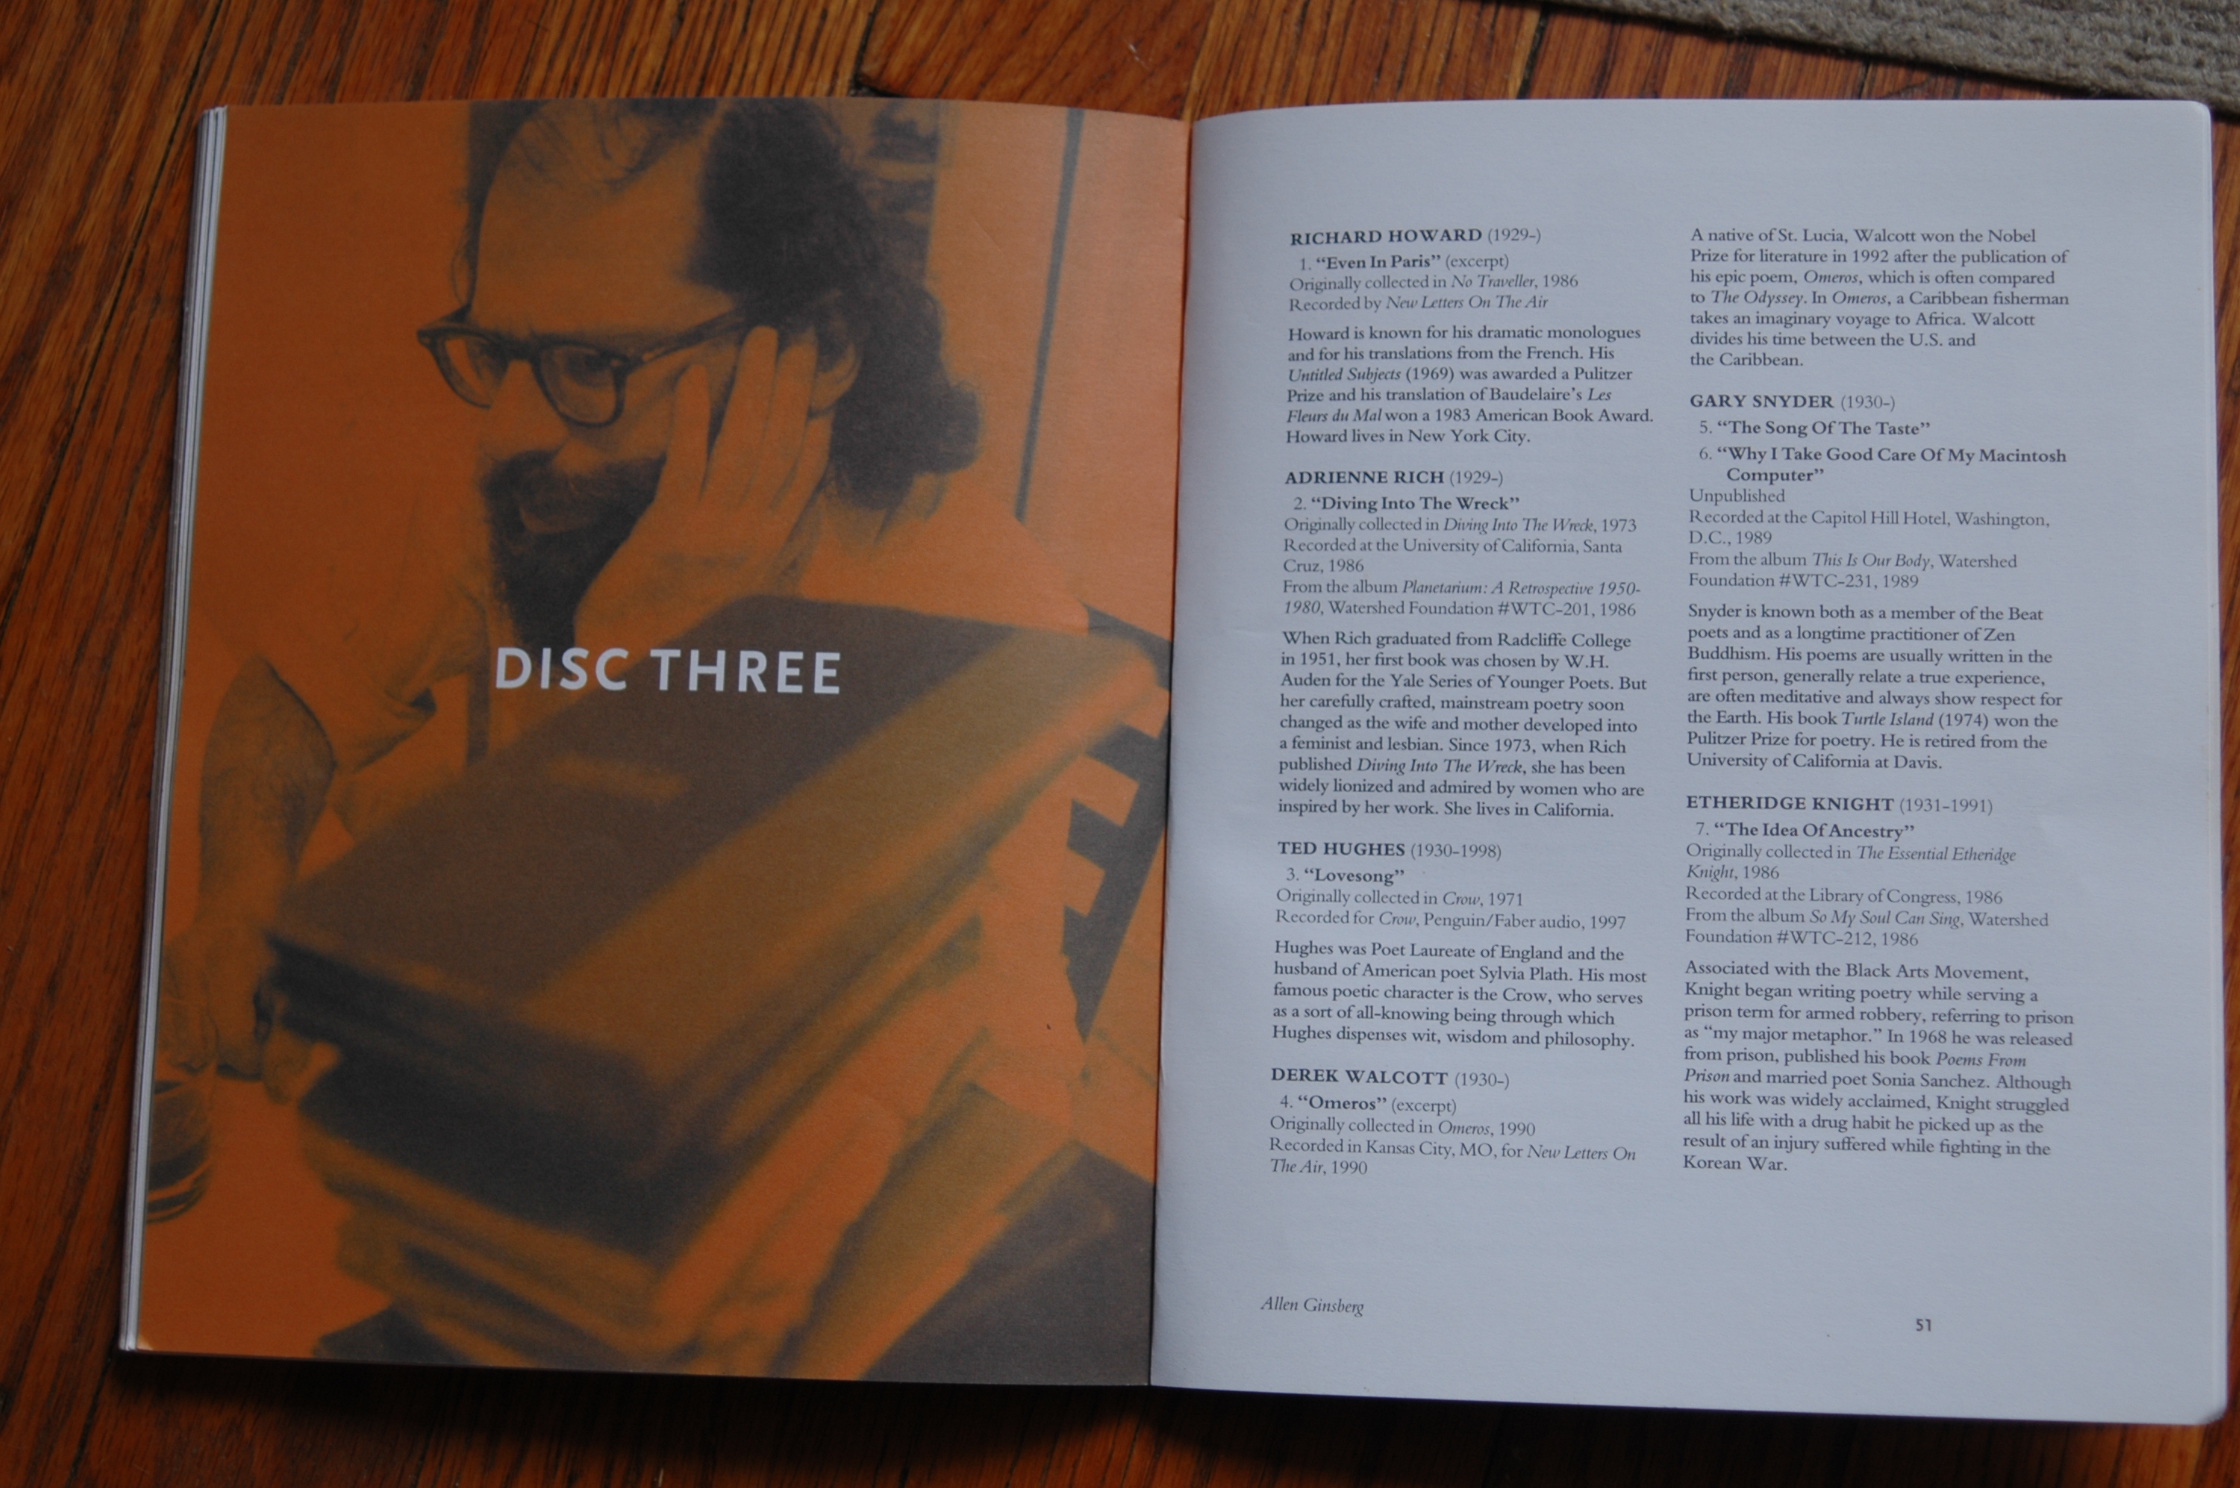 DISC THREE
RICHARD HOWARD (1929–)
1. “Even In Paris” (excerpt)
Originally collected in No Traveller, 1986
Recorded by New Letters On The Air
Howard is known for his dramatic monologues
and for his translations from the French. His
Untitled Subjects (1969) was awarded a Pulitzer
Prize and his translation of Baudelaire’s Les
Fleurs du Mal won a 1983 American Book Award.
Howard lives in New York City.
ADRIENNE RICH (1929–)
2. “Diving Into The Wreck”
Originally collected in Diving Into The Wreck, 1973
Recorded at the University of California, Santa
Cruz, 1986
From the album Planetarium: A Retrospective 1950-
1980, Watershed Foundation #WTC–201, 1986
When Rich graduated from Radcliffe College
in 1951, her first book was chosen by W.H.
Auden for the Yale Series of Younger Poets. But
her carefully crafted, mainstream poetry soon
changed as the wife and mother developed into
a feminist and lesbian. Since 1973, when Rich
published Diving Into The Wreck, she has been
widely lionized and admired by women who are
inspired by her work. She lives in California.
TED HUGHES (1930–1998)
3. “Lovesong”
Originally collected in Crow, 1971
Recorded for Crow, Penguin/Faber audio, 1997
Hughes was Poet Laureate of England and the
husband of American poet Sylvia Plath. His most
famous poetic character is the Crow, who serves
as a sort of all-knowing being through which
Hughes dispenses wit, wisdom and philosophy.
DEREK WALCOTT (1930–)
4. “Omeros” (excerpt)
Originally collected in Omeros, 1990
Recorded in Kansas City, MO, for New Letters On
The Air, 1990
A native of St. Lucia, Walcott won the Nobel
Prize for literature in 1992 after the publication of
his epic poem, Omeros, which is often compared
to The Odyssey. In Omeros, a Caribbean fisherman
takes an imaginary voyage to Africa. Walcott
divides his time between the U.S. and
the Caribbean.
GARY SNYDER (1930–)
5. “The Song Of The Taste”
6. “Why I Take Good Care Of My Macintosh
Computer”
Unpublished
Recorded at the Capitol Hill Hotel, Washington,
D.C., 1989
From the album This Is Our Body, Watershed
Foundation #WTC–231, 1989
Snyder is known both as a member of the Beat
poets and as a longtime practitioner of Zen
Buddhism. His poems are usually written in the
first person, generally relate a true experience,
are often meditative and always show respect for
the Earth. His book Turtle Island (1974) won the
Pulitzer Prize for poetry. He is retired from the
University of California at Davis.
ETHERIDGE KNIGHT (1931–1991)
7. “The Idea Of Ancestry”
Originally collected in The Essential Etheridge
Knight, 1986
Recorded at the Library of Congress, 1986
From the album So My Soul Can Sing, Watershed
Foundation #WTC–212, 1986
Associated with the Black Arts Movement,
Knight began writing poetry while serving a
prison term for armed robbery, referring to prison
as “my major metaphor.” In 1968 he was released
from prison, published his book Poems From
Prison and married poet Sonia Sanchez. Although
his work was widely acclaimed, Knight struggled
all his life with a drug habit he picked up as the
result of an injury suffered while fighting in the
Korean War.
Allen Ginsberg
51